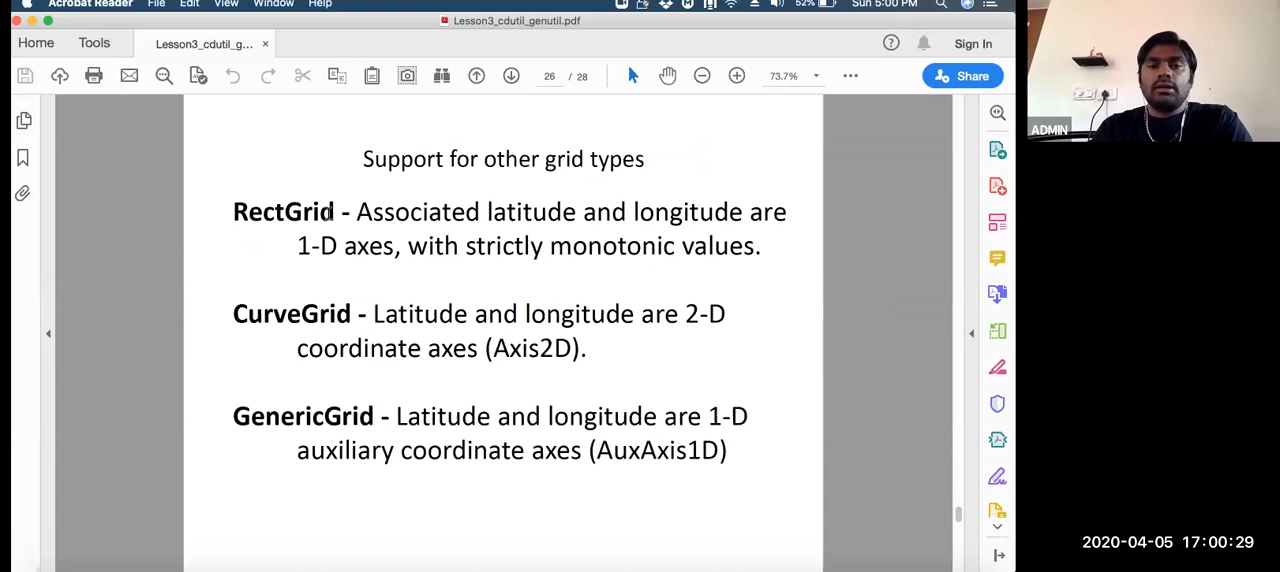 Acrobat Reader File Edit View Window Help 52% Sun 5:00 PM
Lesson3_cdutil_genutil.pdf
Home Tools Lesson3_cdutil_g... × Sign In
26 / 28 73.7% Share
ADMIN
Support for other grid types
RectGrid - Associated latitude and longitude are
1-D axes, with strictly monotonic values.
CurveGrid - Latitude and longitude are 2-D
coordinate axes (Axis2D).
GenericGrid - Latitude and longitude are 1-D
auxiliary coordinate axes (AuxAxis1D)
2020-04-05 17:00:29